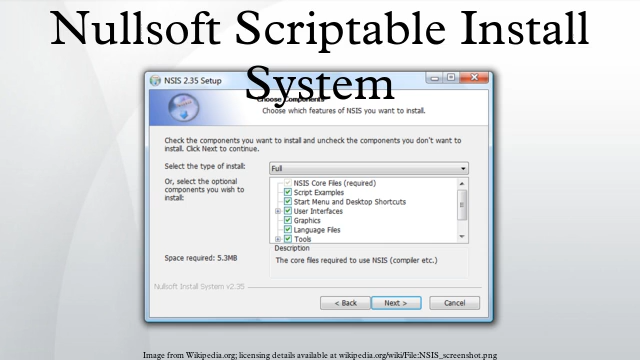 Nullsoft Scriptable Install
System
NSIS 2.35 Setup
Choose Components
Choose which features of NSIS you want to install.
Check the components you want to install and uncheck the components you don't want to
install. Click Next to continue.
Select the type of install:
Full
Or, select the optional
components you wish to
install:
NSIS Core Files (required)
Script Examples
Start Menu and Desktop Shortcuts
User Interfaces
Graphics
Language Files
Tools
Description
The core files required to use NSIS (compiler etc.)
Space required: 5.3MB
Nullsoft Install System v2.35
< Back
Next >
Cancel
Image from Wikipedia.org; licensing details available at wikipedia.org/wiki/File:NSIS_screenshot.png